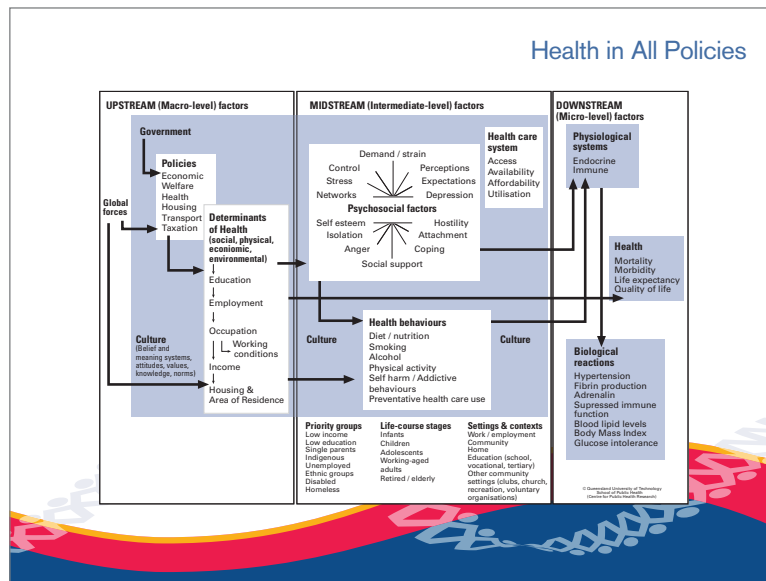 Health in All Policies
UPSTREAM (Macro-level) factors
Government
Policies
Economic
Welfare
Health
Housing
Transport
Taxation
Global
forces
Determinants
of Health
(social, physical,
economic,
environmental)
Education
Employment
Occupation
Working
conditions
Income
Housing &
Area of Residence
Culture
(Belief and
meaning systems,
attitudes, values,
knowledge, norms)
MIDSTREAM (Intermediate-level) factors
Demand / strain
Control
Perceptions
Stress
Expectations
Networks
Depression
Psychosocial factors
Self esteem
Hostility
Isolation
Attachment
Anger
Coping
Social support
Health care
system
Access
Availability
Affordability
Utilisation
Culture
Health behaviours
Diet / nutrition
Smoking
Alcohol
Physical activity
Self harm / Addictive
behaviours
Preventative health care use
Culture
Priority groups
Low income
Low education
Single parents
Indigenous
Unemployed
Ethnic groups
Disabled
Homeless
Life-course stages
Infants
Children
Adolescents
Working-aged
adults
Retired / elderly
Settings & contexts
Work / employment
Community
Home
Education (school,
vocational, tertiary)
Other community
settings (clubs, church,
recreation, voluntary
organisations)
DOWNSTREAM
(Micro-level) factors
Physiological
systems
Endocrine
Immune
Health
Mortality
Morbidity
Life expectancy
Quality of life
Biological
reactions
Hypertension
Fibrin production
Adrenalin
Supressed immune
function
Blood lipid levels
Body Mass Index
Glucose intolerance
© Queensland University of Technology
School of Public Health
(Centre for Public Health Research)